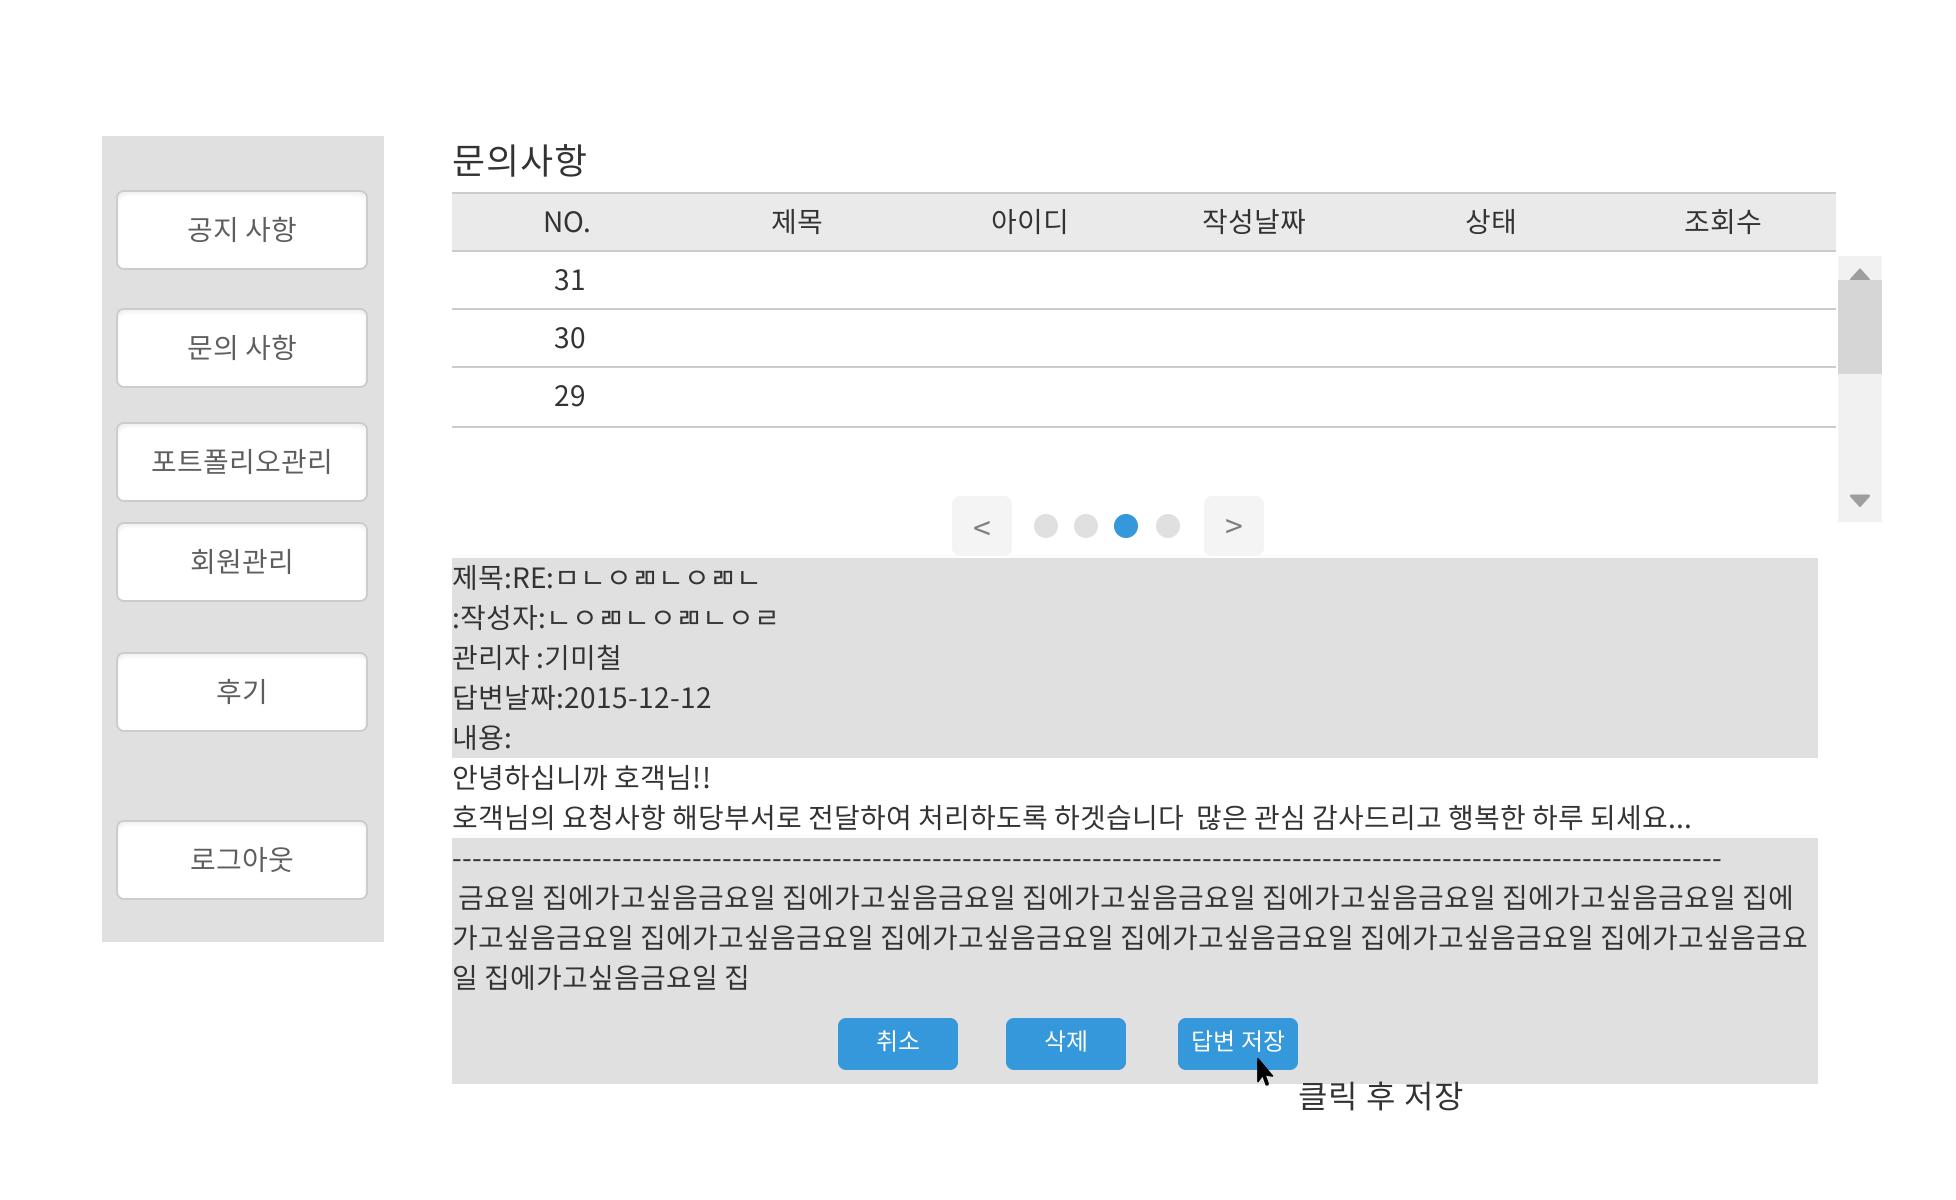 공지 사항
문의 사항
포트폴리오관리
회원관리
후기
로그아웃
문의사항
NO. 제목 아이디 작성날짜 상태 조회수
31
30
29
< >
제목:RE:ㅁㄴㅇㄻㄴㅇㄻㄴ
:작성자:ㄴㅇㄻㄴㅇㄻㄴㅇㄹ
관리자 :기미철
답변날짜:2015-12-12
내용:
안녕하십니까 호객님!!
호객님의 요청사항 해당부서로 전달하여 처리하도록 하겟습니다  많은 관심 감사드리고 행복한 하루 되세요...
-------------------------------------------------------------------------------------------------------------------------------
금요일 집에가고싶음금요일 집에가고싶음금요일 집에가고싶음금요일 집에가고싶음금요일 집에가고싶음금요일 집에
가고싶음금요일 집에가고싶음금요일 집에가고싶음금요일 집에가고싶음금요일 집에가고싶음금요일 집에가고싶음금요
일 집에가고싶음금요일 집
취소 삭제 답변 저장
클릭 후 저장